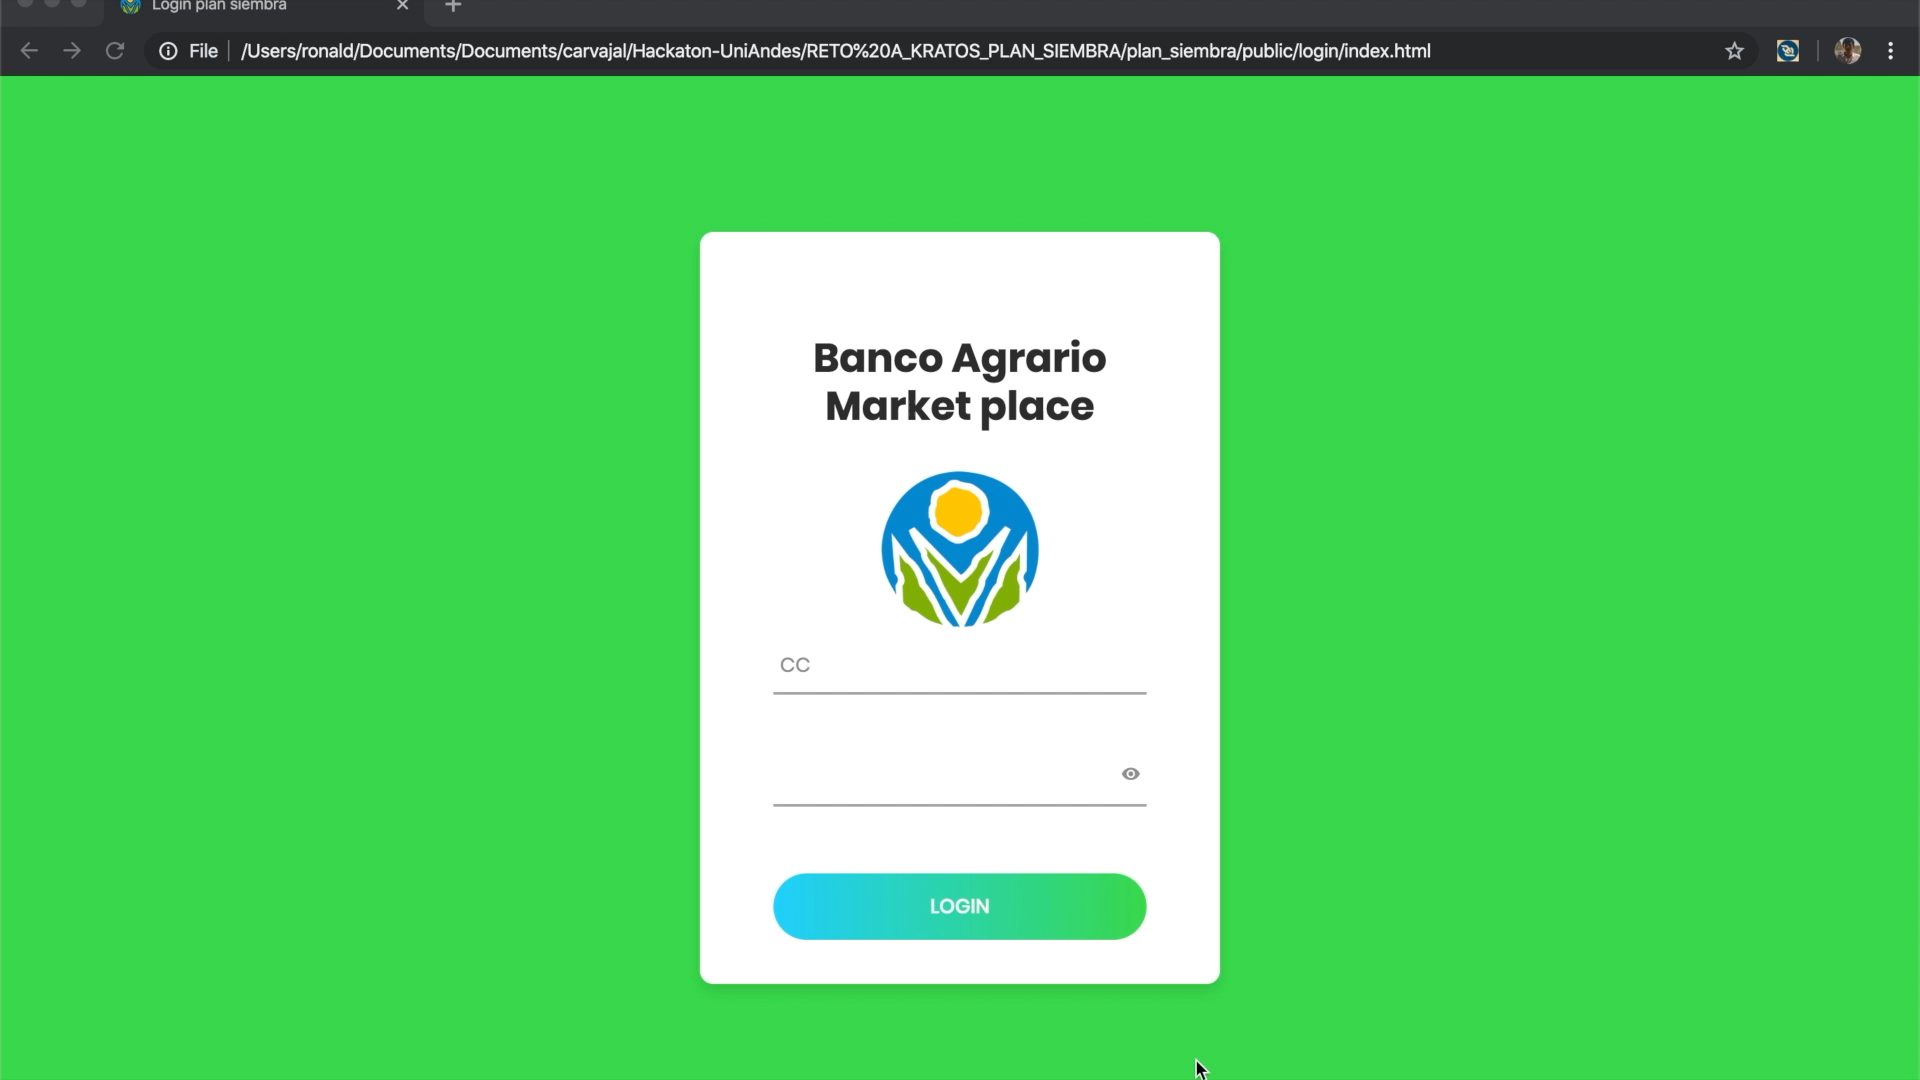 Login plan siembra
File /Users/ronald/Documents/Documents/carvajal/Hackaton-UniAndes/RETO%20A_KRATOS_PLAN_SIEMBRA/plan_siembra/public/login/index.html
Banco Agrario
Market place
CC
LOGIN